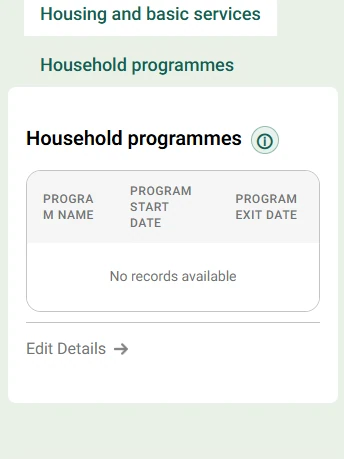 Housing and basic services
Household programmes
Household programmes
PROGRA
M NAME
PROGRAM
START
DATE
PROGRAM
EXIT DATE
No records available
Edit Details →